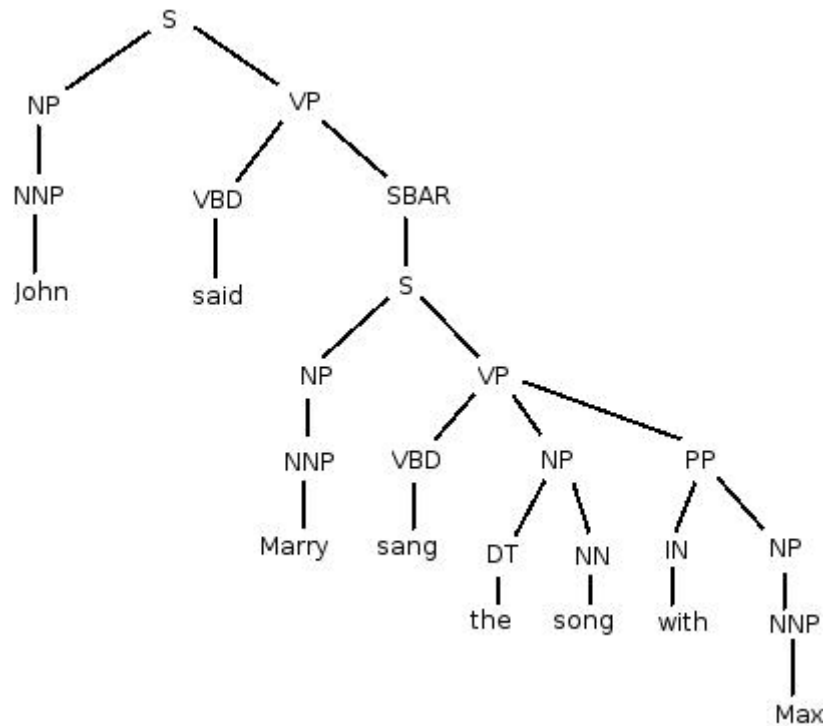 S
NP VP
NNP VBD SBAR
John said S
NP VP
NNP VBD NP PP
Marry sang DT NN IN NP
the song with NNP
Max